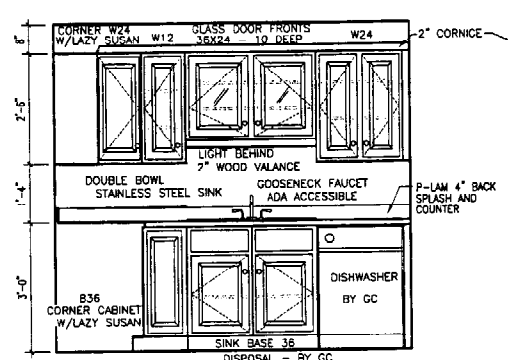 CORNER W24
W/LAZY SUSAN
W12
GLASS DOOR FRONTS
36X24 — 10 DEEP
W24
2" CORNICE
8"
2'-6"
LIGHT BEHIND
2" WOOD VALANCE
DOUBLE BOWL
STAINLESS STEEL SINK
GOOSENECK FAUCET
ADA ACCESSIBLE
P-LAM 4" BACK
SPLASH AND
COUNTER
1'-4"
3'-0"
B36
CORNER CABINET
W/LAZY SUSAN
DISHWASHER
BY GC
SINK BASE 36
DISPOSAL — BY GC